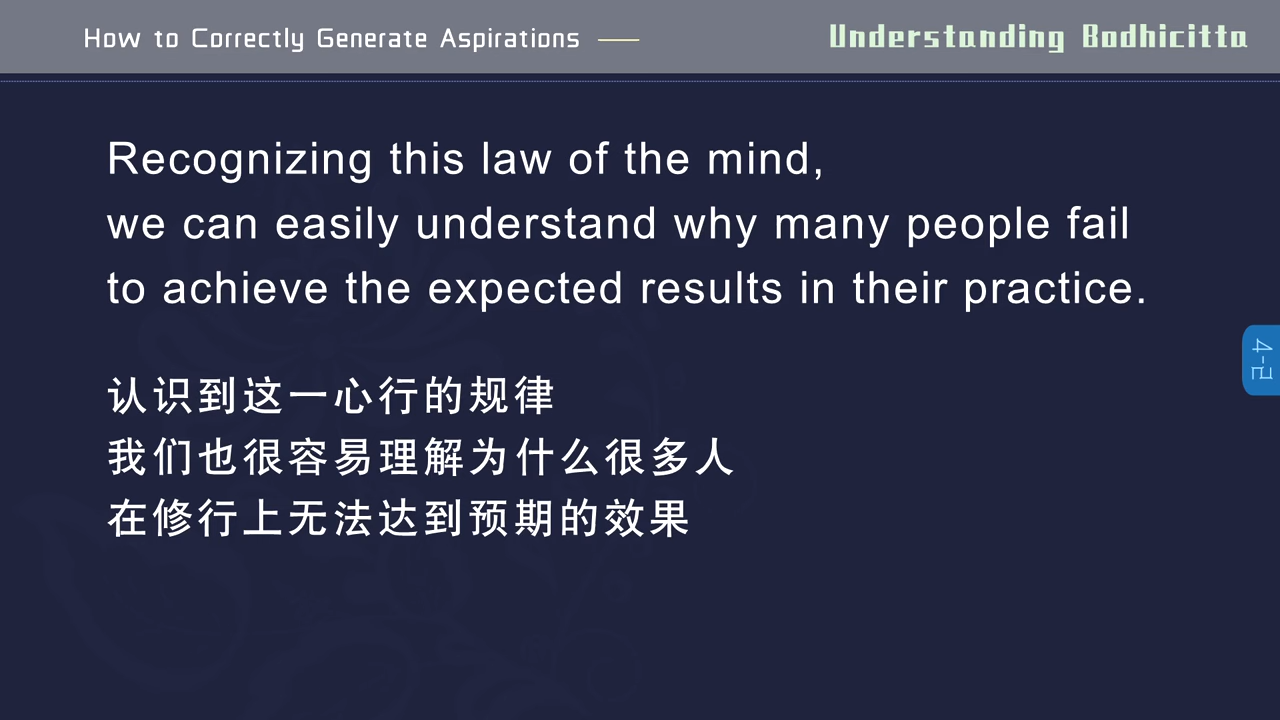 How to Correctly Generate Aspirations
Understanding Bodhicitta
Recognizing this law of the mind,
we can easily understand why many people fail
to achieve the expected results in their practice.
认识到这一心行的规律
我们也很容易理解为什么很多人
在修行上无法达到预期的效果